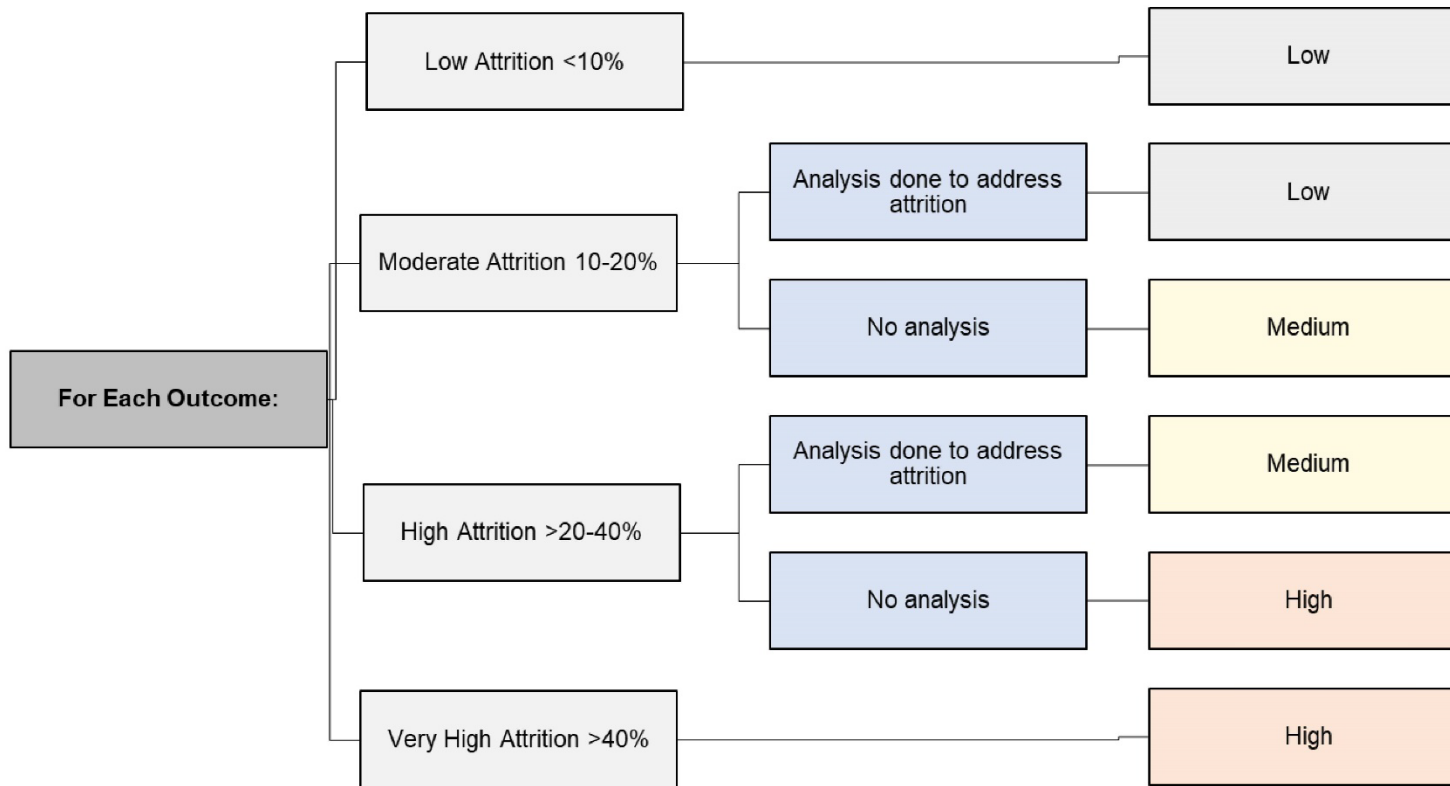 For Each Outcome:
Low Attrition <10%
Low
Moderate Attrition 10-20%
Analysis done to address
attrition
Low
No analysis
Medium
High Attrition >20-40%
Analysis done to address
attrition
Medium
No analysis
High
Very High Attrition >40%
High